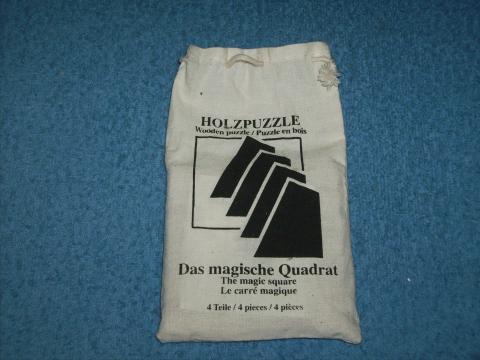 HOLZPUZZLE
Wooden puzzle / Puzzle en bois
Das magische Quadrat
The magic square
Le carré magique
4 Teile / 4 pieces / 4 pièces